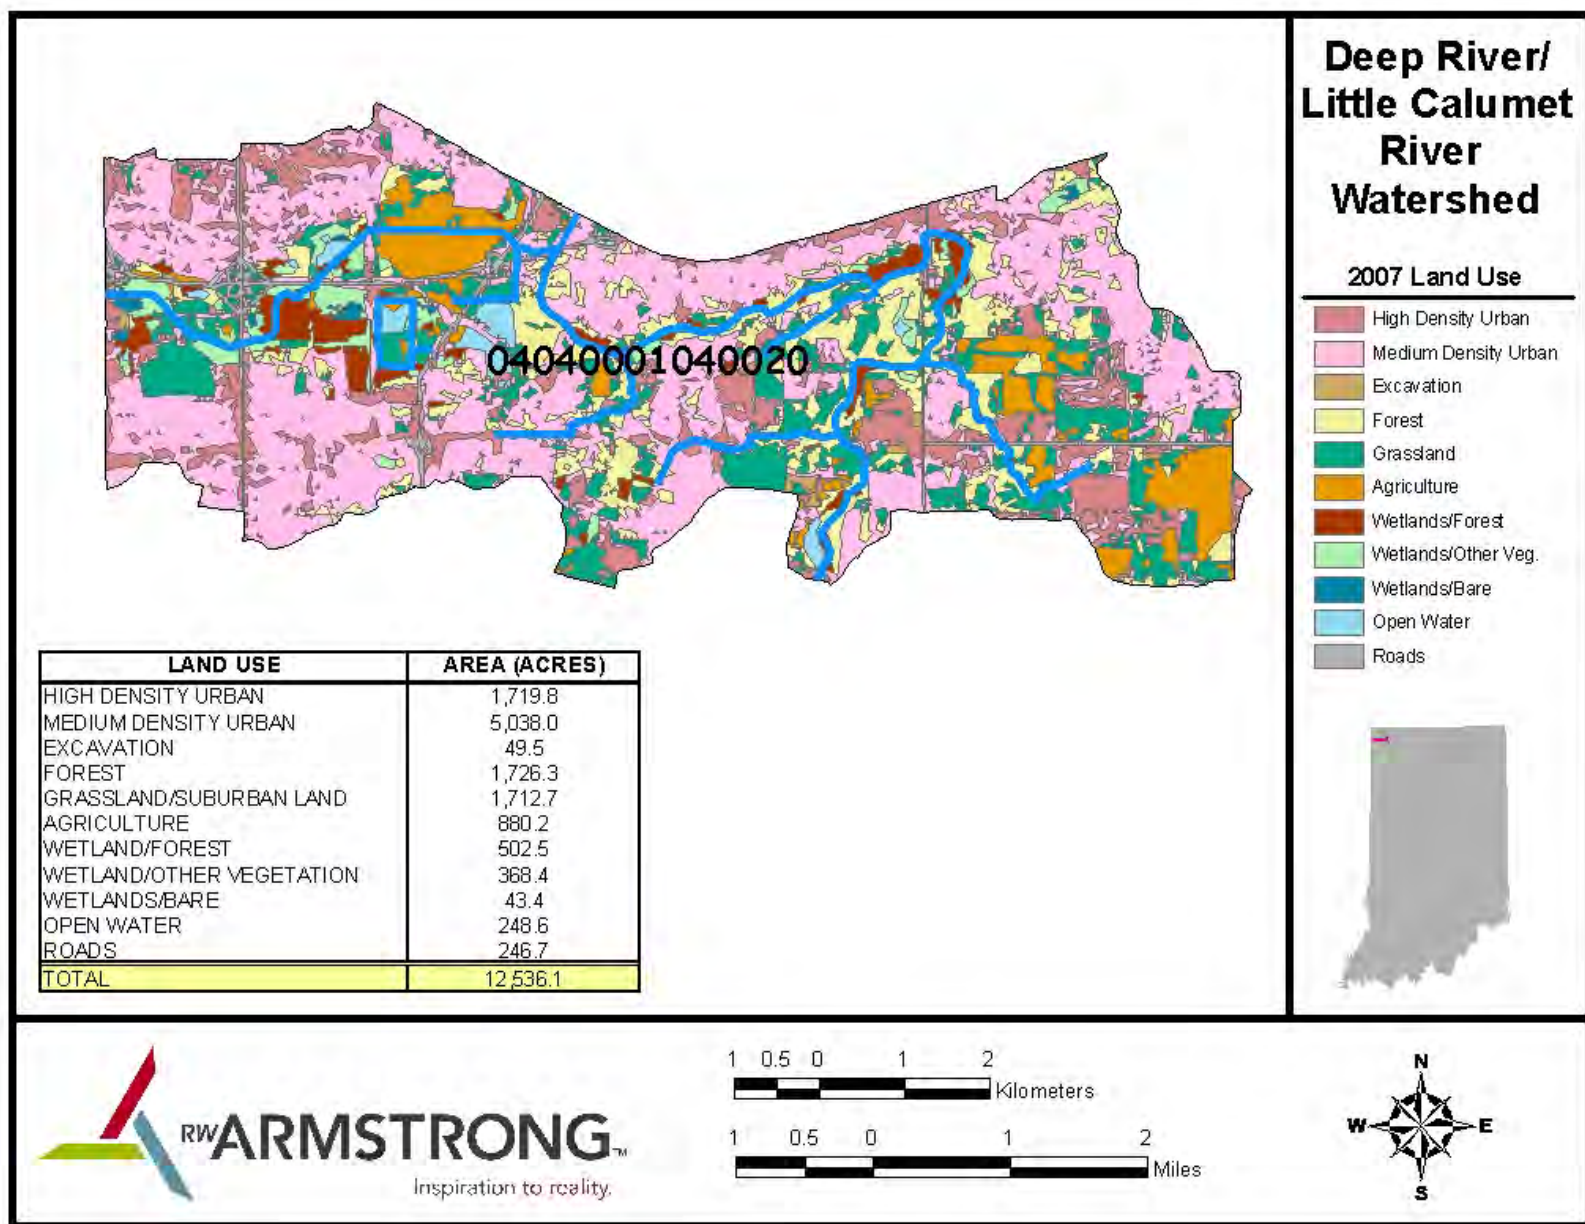 Deep River/
Little Calumet
River
Watershed
2007 Land Use
High Density Urban
Medium Density Urban
Excavation
Forest
Grassland
Agriculture
Wetlands/Forest
Wetlands/Other Veg.
Wetlands/Bare
Open Water
Roads
04040001040020
LAND USE AREA (ACRES)
HIGH DENSITY URBAN 1,719.8
MEDIUM DENSITY URBAN 5,038.0
EXCAVATION 49.5
FOREST 1,726.3
GRASSLAND/SUBURBAN LAND 1,712.7
AGRICULTURE 880.2
WETLAND/FOREST 502.5
WETLAND/OTHER VEGETATION 368.4
WETLANDS/BARE 43.4
OPEN WATER 248.6
ROADS 246.7
TOTAL 12,536.1
RWARMSTRONG™
Inspiration to reality.
1 0.5 0 1 2
Kilometers
1 0.5 0 1 2
Miles
N
W E
S